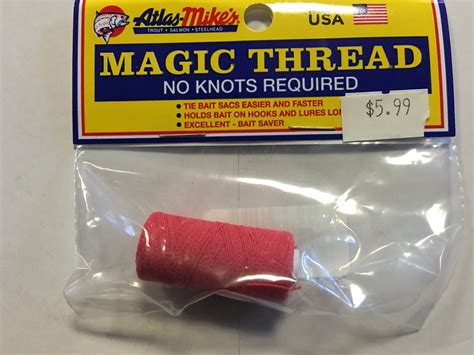 Atlas-Mike's
TROUT • SALMON • STEELHEAD
USA
MAGIC THREAD
NO KNOTS REQUIRED
• TIE BAIT SACS EASIER AND FASTER
• HOLDS BAIT ON HOOKS AND LURES
• EXCELLENT - BAIT SAVER
$5.99